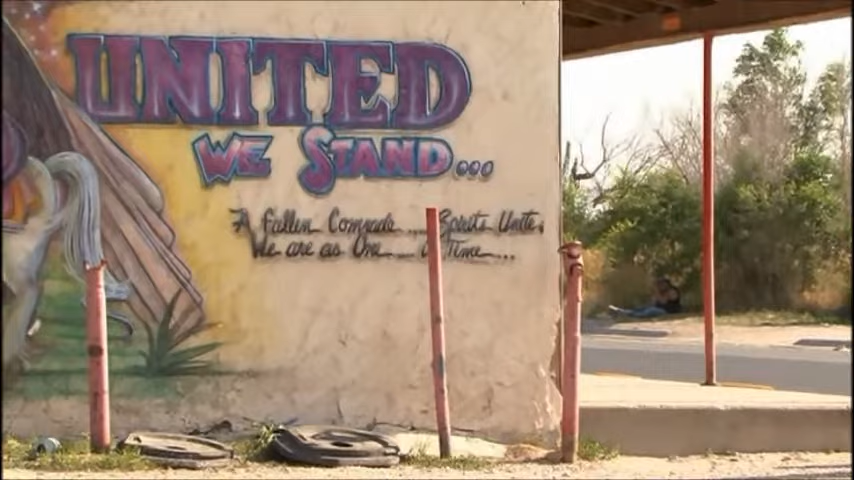 UNITED
WE STAND...
A Fallen Comrade.... Spirits Unite,
We are as One.... Time....